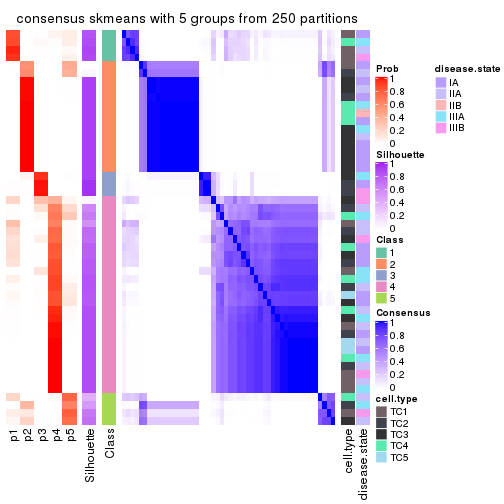 consensus skmeans with 5 groups from 250 partitions
Prob
1
0.8
0.6
0.4
0.2
0
disease.state
IA
IIA
IIB
IIIA
IIIB
Silhouette
1
0.8
0.6
0.4
0.2
0
Class
1
2
3
4
5
Consensus
1
0.8
0.6
0.4
0.2
0
cell.type
TC1
TC2
TC3
TC4
TC5
p1
p2
p3
p4
p5
Silhouette
Class
cell.type
disease.state